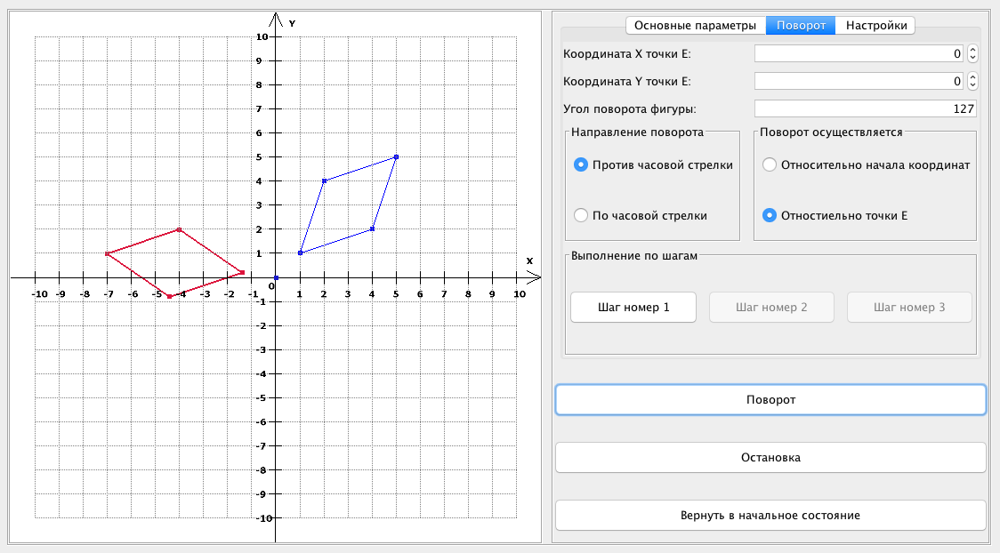 Y
10
9
8
7
6
5
4
3
2
1
X
0
-10 -9 -8 -7 -6 -5 -4 -3 -2 -1 1 2 3 4 5 6 7 8 9 10
-1
-2
-3
-4
-5
-6
-7
-8
-9
-10
Основные параметры Поворот Настройки
Координата X точки E: 0
Координата Y точки E: 0
Угол поворота фигуры: 127
Направление поворота
Против часовой стрелки
По часовой стрелки
Поворот осуществляется
Относительно начала координат
Отностиельно точки E
Выполнение по шагам
Шаг номер 1 Шаг номер 2 Шаг номер 3
Поворот
Остановка
Вернуть в начальное состояние